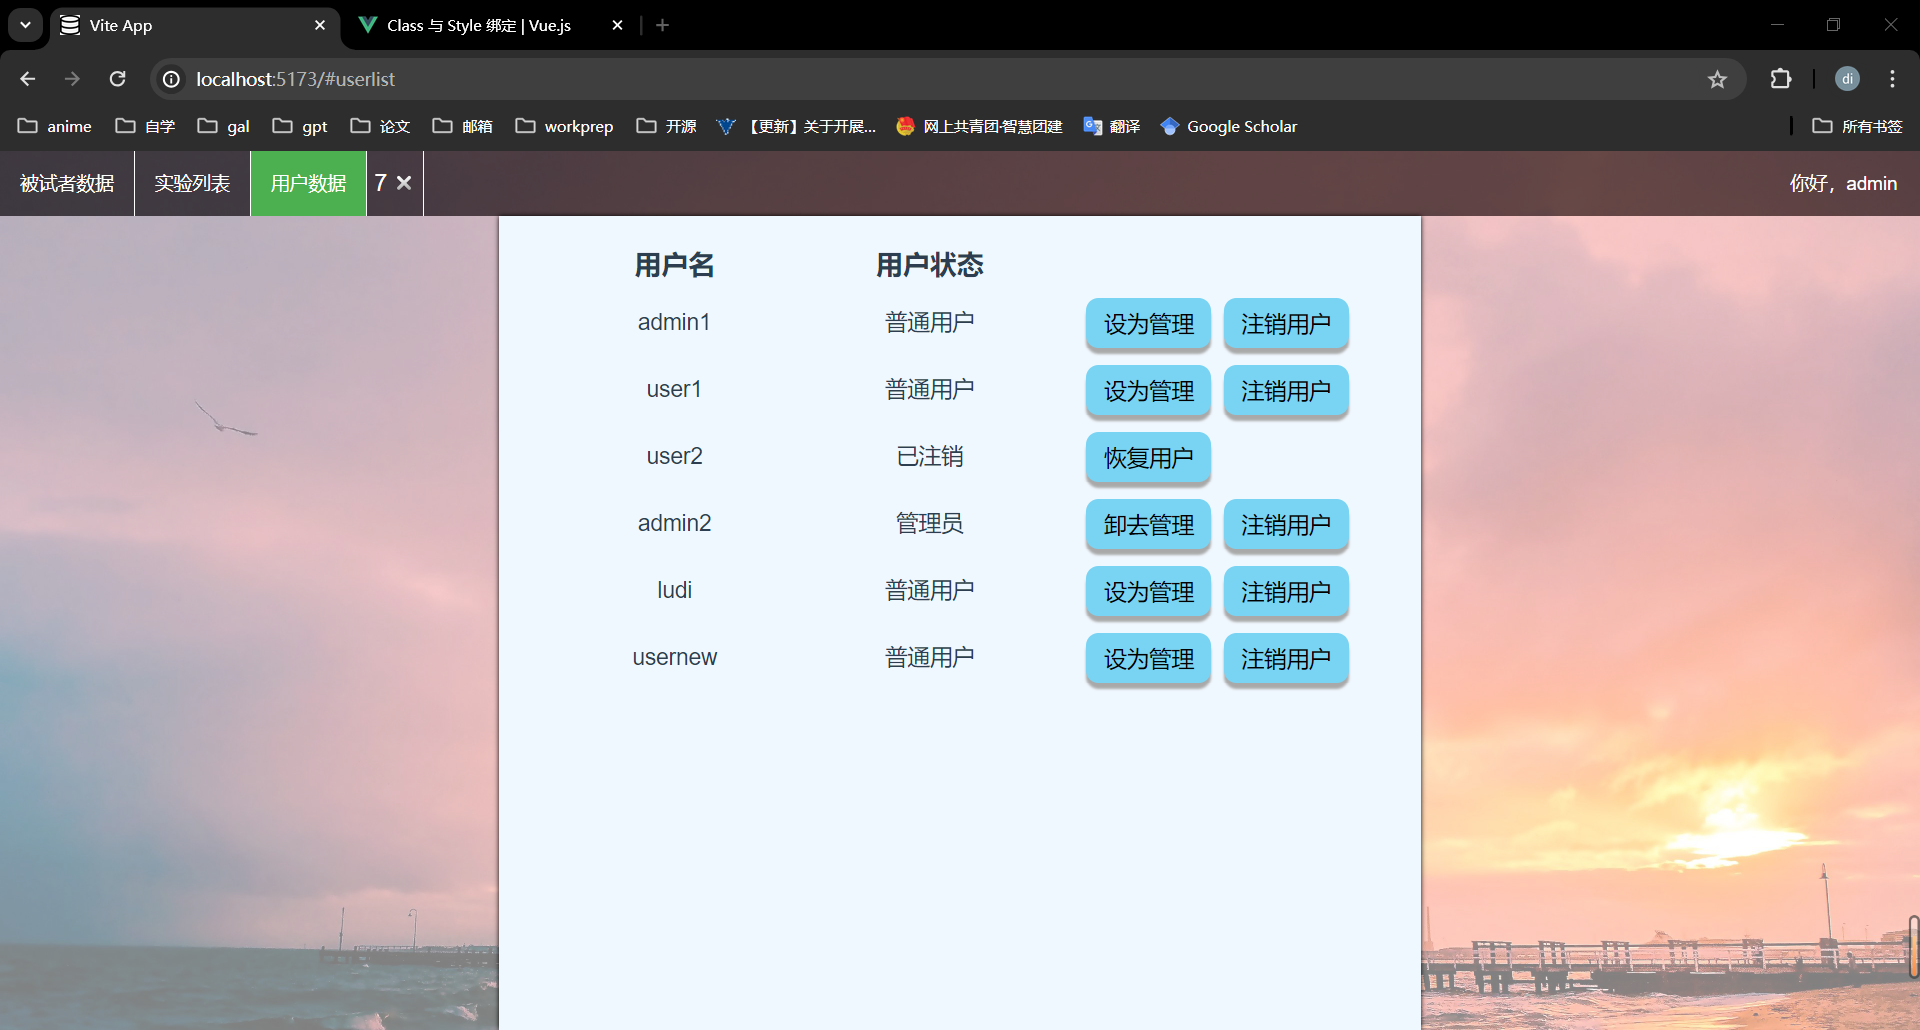 Vite App
Class 与 Style 绑定 | Vue.js
localhost:5173/#userlist
di
anime 自学 gal gpt 论文 邮箱 workprep 开源 【更新】关于开展... 网上共青团·智慧团建 翻译 Google Scholar 所有书签
被试者数据 实验列表 用户数据 7 × 你好，admin
用户名 用户状态
admin1 普通用户 设为管理 注销用户
user1 普通用户 设为管理 注销用户
user2 已注销 恢复用户
admin2 管理员 卸去管理 注销用户
ludi 普通用户 设为管理 注销用户
usernew 普通用户 设为管理 注销用户